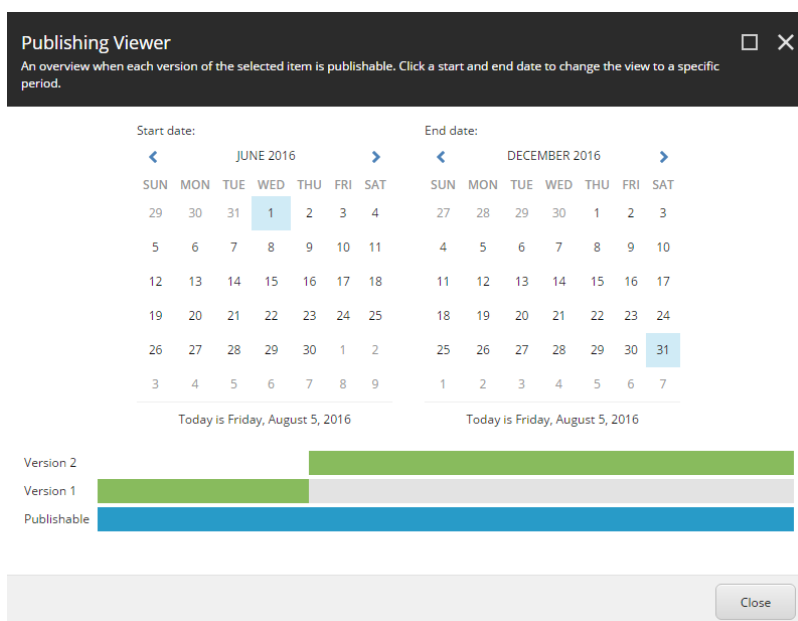 Publishing Viewer
An overview when each version of the selected item is publishable. Click a start and end date to change the view to a specific
period.
Start date:
JUNE 2016
SUN MON TUE WED THU FRI SAT
29 30 31 1 2 3 4
5 6 7 8 9 10 11
12 13 14 15 16 17 18
19 20 21 22 23 24 25
26 27 28 29 30 1 2
3 4 5 6 7 8 9
Today is Friday, August 5, 2016
End date:
DECEMBER 2016
SUN MON TUE WED THU FRI SAT
27 28 29 30 1 2 3
4 5 6 7 8 9 10
11 12 13 14 15 16 17
18 19 20 21 22 23 24
25 26 27 28 29 30 31
1 2 3 4 5 6 7
Today is Friday, August 5, 2016
Version 2
Version 1
Publishable
Close